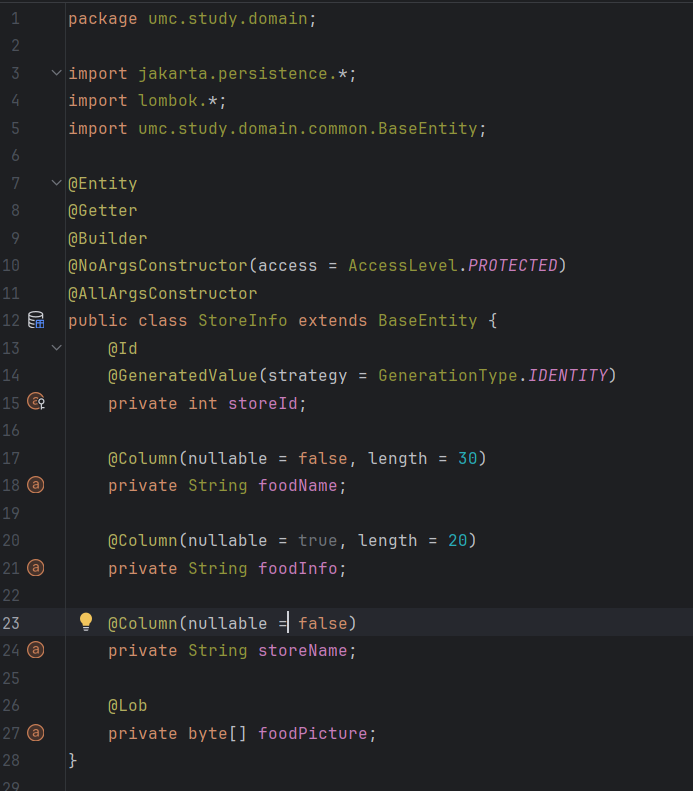 1 package umc.study.domain;
2
3 import jakarta.persistence.*;
4 import lombok.*;
5 import umc.study.domain.common.BaseEntity;
6
7 @Entity
8 @Getter
9 @Builder
10 @NoArgsConstructor(access = AccessLevel.PROTECTED)
11 @AllArgsConstructor
12 public class StoreInfo extends BaseEntity {
13     @Id
14     @GeneratedValue(strategy = GenerationType.IDENTITY)
15     private int storeId;
16
17     @Column(nullable = false, length = 30)
18     private String foodName;
19
20     @Column(nullable = true, length = 20)
21     private String foodInfo;
22
23     @Column(nullable = false)
24     private String storeName;
25
26     @Lob
27     private byte[] foodPicture;
28 }
29